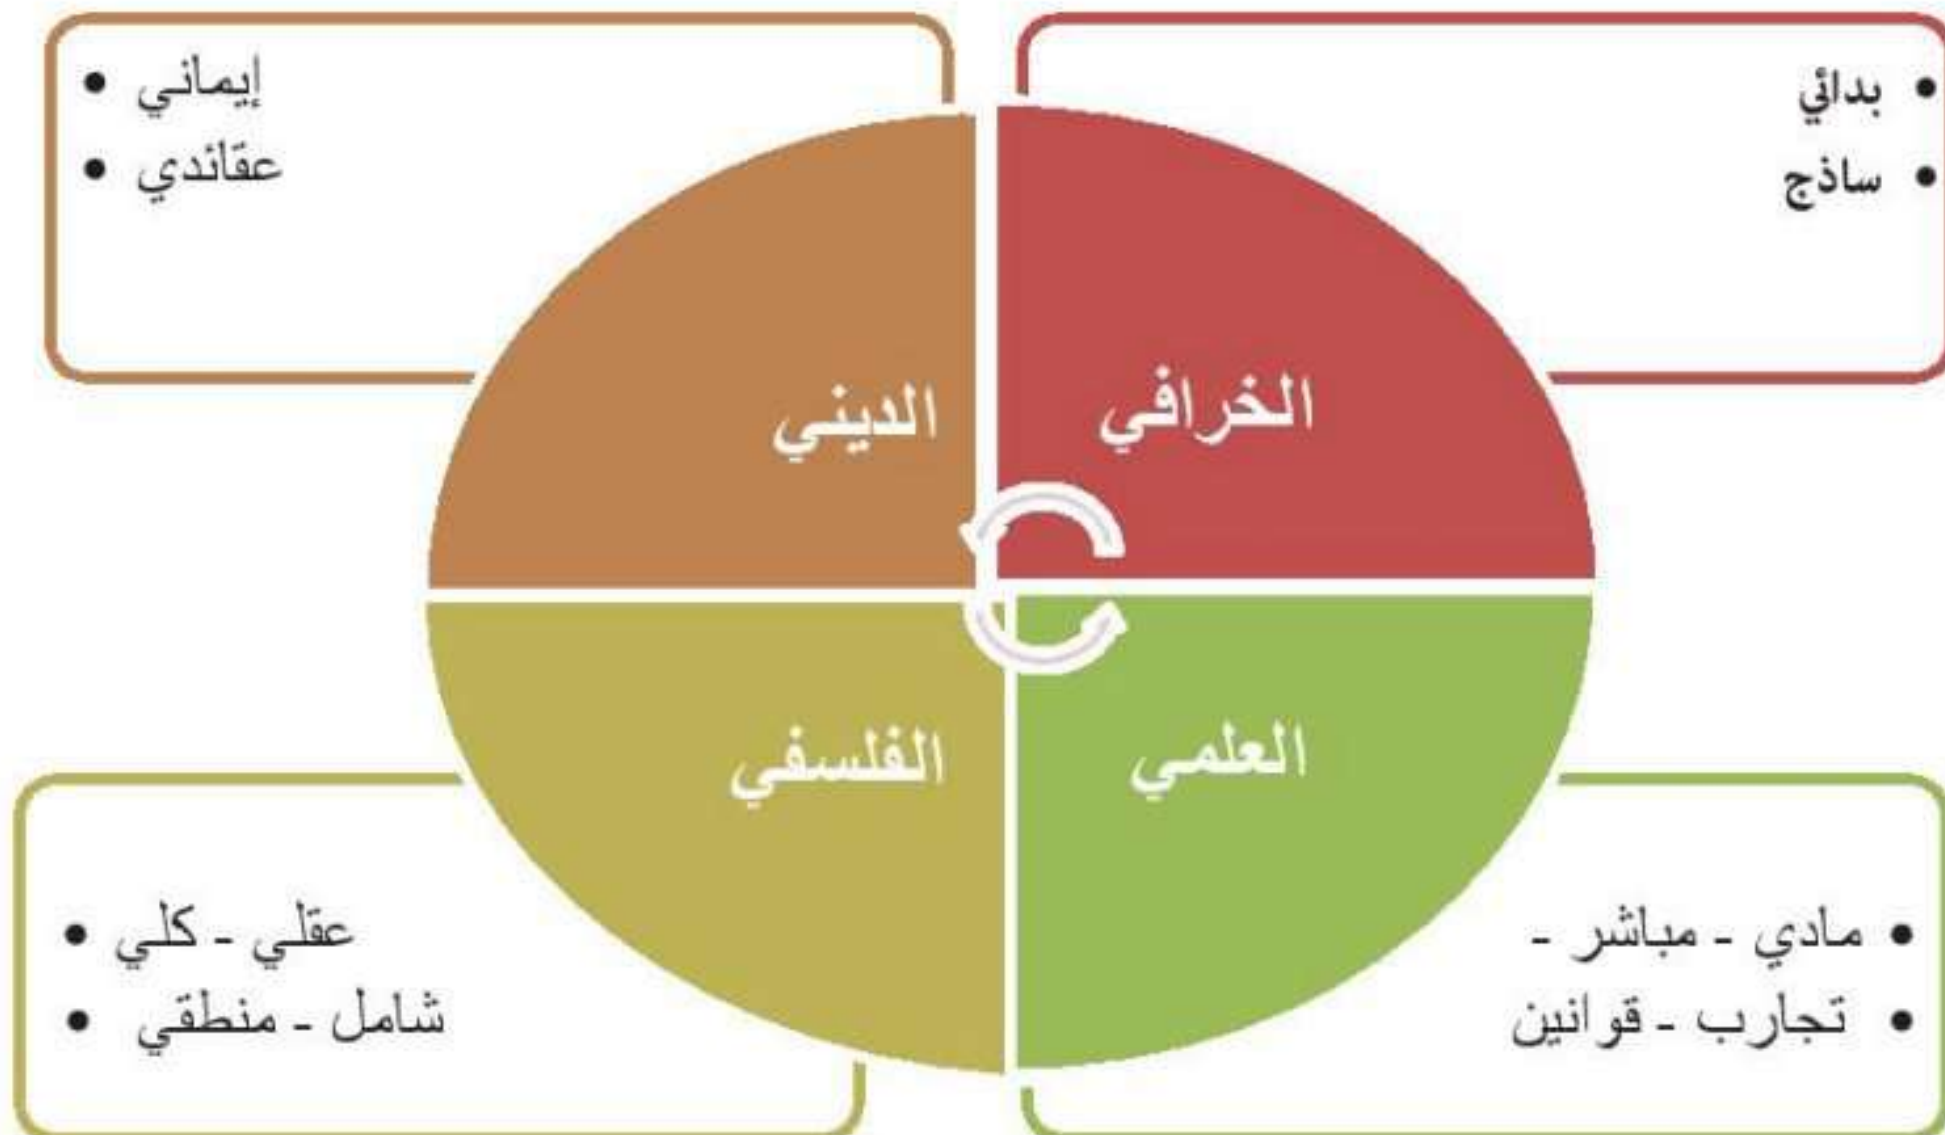 • بدائي
• ساذج
• إيماني
• عقائدي
الخرافي
الديني
العلمي
الفلسفي
• مادي - مباشر -
• تجارب - قوانين
• عقلي - كلي
• شامل - منطقي